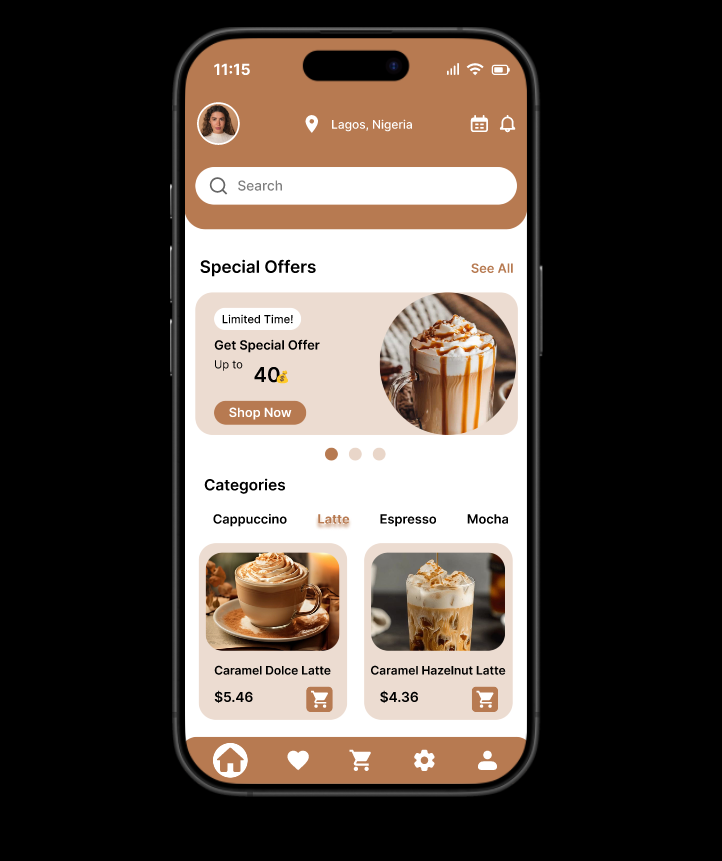 11:15
Lagos, Nigeria
Search
Special Offers See All
Limited Time!
Get Special Offer
Up to
40💰
Shop Now
Categories
Cappuccino Latte Espresso Mocha
Caramel Dolce Latte Caramel Hazelnut Latte
$5.46 $4.36